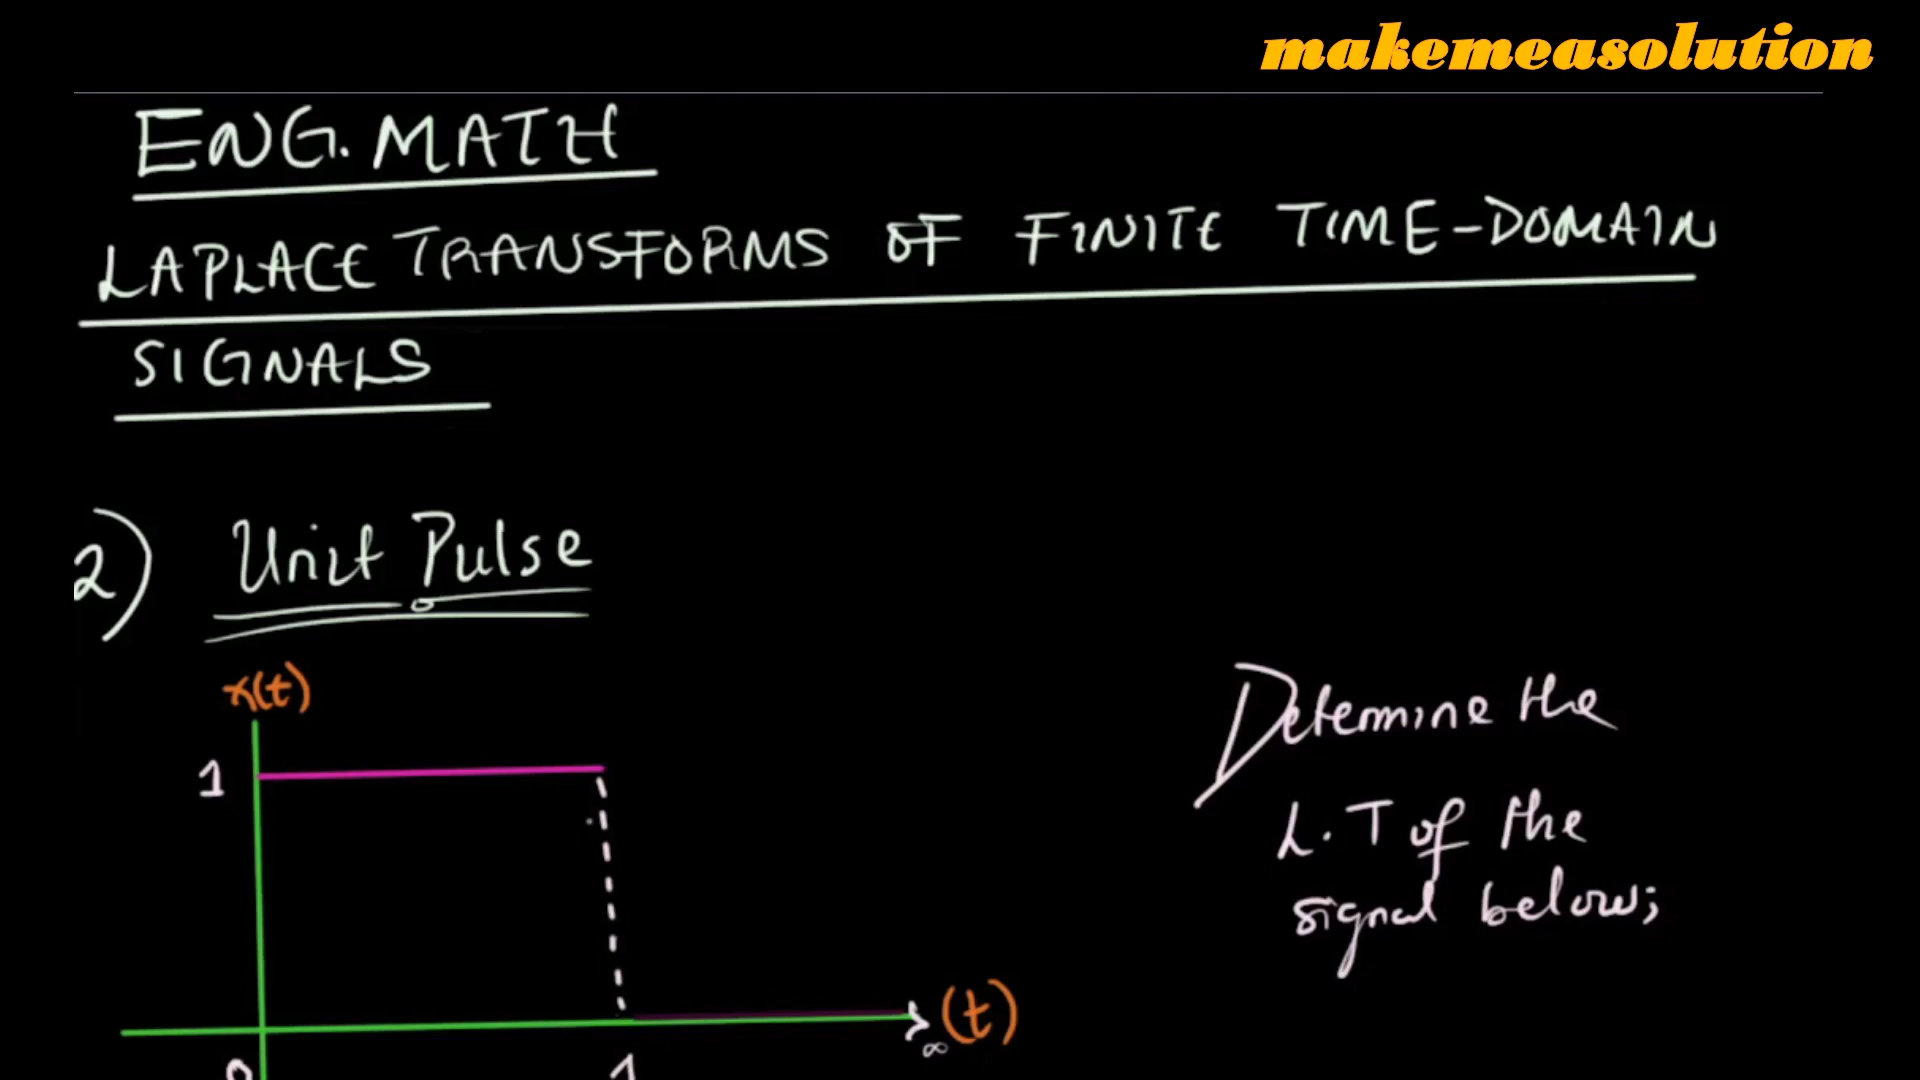 makemeasolution
ENG. MATH
LAPLACE TRANSFORMS OF FINITE TIME-DOMAIN
SIGNALS
2) Unit Pulse
x(t)
Determine the
1
L.T of the
signal below;
(t)
∞
0 1